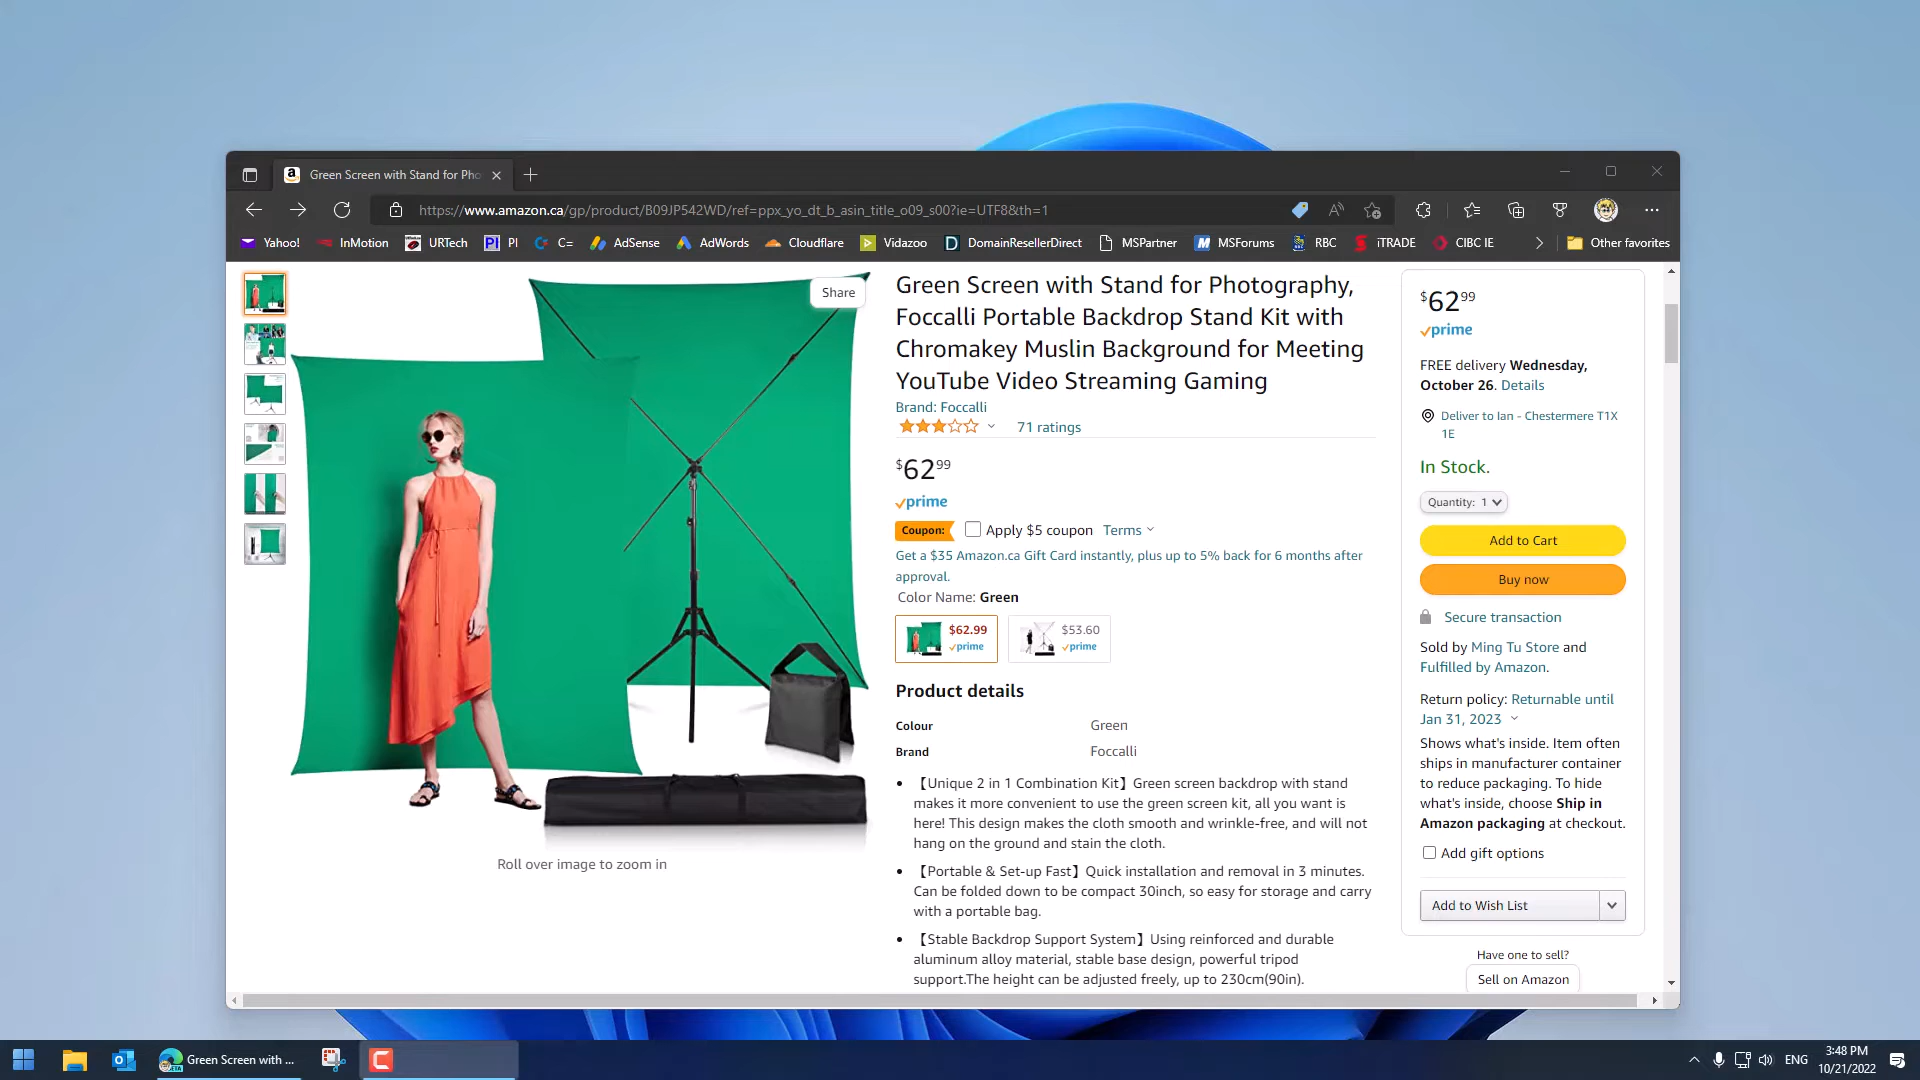 Green Screen with Stand for Pho
https://www.amazon.ca/gp/product/B09JP542WD/ref=ppx_yo_dt_b_asin_title_o09_s00?ie=UTF8&th=1
Yahoo! InMotion URTech PI PI C= AdSense AdWords Cloudflare Vidazoo DomainResellerDirect MSPartner MSForums RBC iTRADE CIBC IE Other favorites
Share
Roll over image to zoom in
Green Screen with Stand for Photography,
Foccalli Portable Backdrop Stand Kit with
Chromakey Muslin Background for Meeting
YouTube Video Streaming Gaming
Brand: Foccalli
71 ratings
$62 99
prime
Coupon: Apply $5 coupon Terms
Get a $35 Amazon.ca Gift Card instantly, plus up to 5% back for 6 months after
approval.
Color Name: Green
$62.99
prime
$53.60
prime
Product details
Colour Green
Brand Foccalli
• 【Unique 2 in 1 Combination Kit】Green screen backdrop with stand
makes it more convenient to use the green screen kit, all you want is
here! This design makes the cloth smooth and wrinkle-free, and will not
hang on the ground and stain the cloth.
• 【Portable & Set-up Fast】Quick installation and removal in 3 minutes.
Can be folded down to be compact 30inch, so easy for storage and carry
with a portable bag.
• 【Stable Backdrop Support System】Using reinforced and durable
aluminum alloy material, stable base design, powerful tripod
support.The height can be adjusted freely, up to 230cm(90in).
$62 99
prime
FREE delivery Wednesday,
October 26. Details
Deliver to Ian - Chestermere T1X
1E
In Stock.
Quantity: 1
Add to Cart
Buy now
Secure transaction
Sold by Ming Tu Store and
Fulfilled by Amazon.
Return policy: Returnable until
Jan 31, 2023
Shows what's inside. Item often
ships in manufacturer container
to reduce packaging. To hide
what's inside, choose Ship in
Amazon packaging at checkout.
Add gift options
Add to Wish List
Have one to sell?
Sell on Amazon
Green Screen with ...
ENG
3:48 PM
10/21/2022